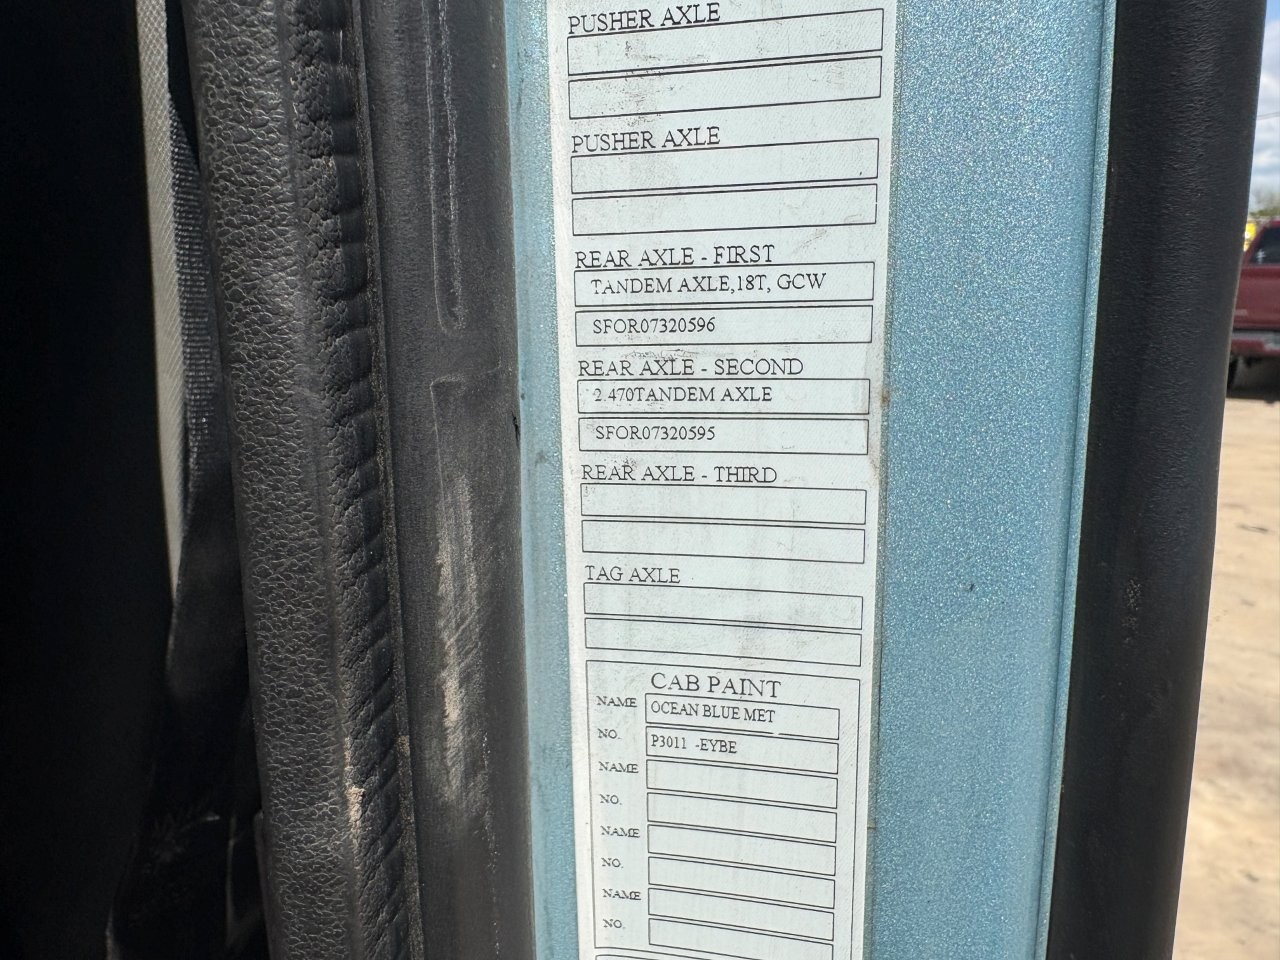 PUSHER AXLE
PUSHER AXLE
REAR AXLE - FIRST
TANDEM AXLE,18T, GCW
SFOR07320596
REAR AXLE - SECOND
2.470TANDEM AXLE
SFOR07320595
REAR AXLE - THIRD
TAG AXLE
CAB PAINT
NAME OCEAN BLUE MET
NO. P3011 -EYBE
NAME
NO.
NAME
NO.
NAME
NO.